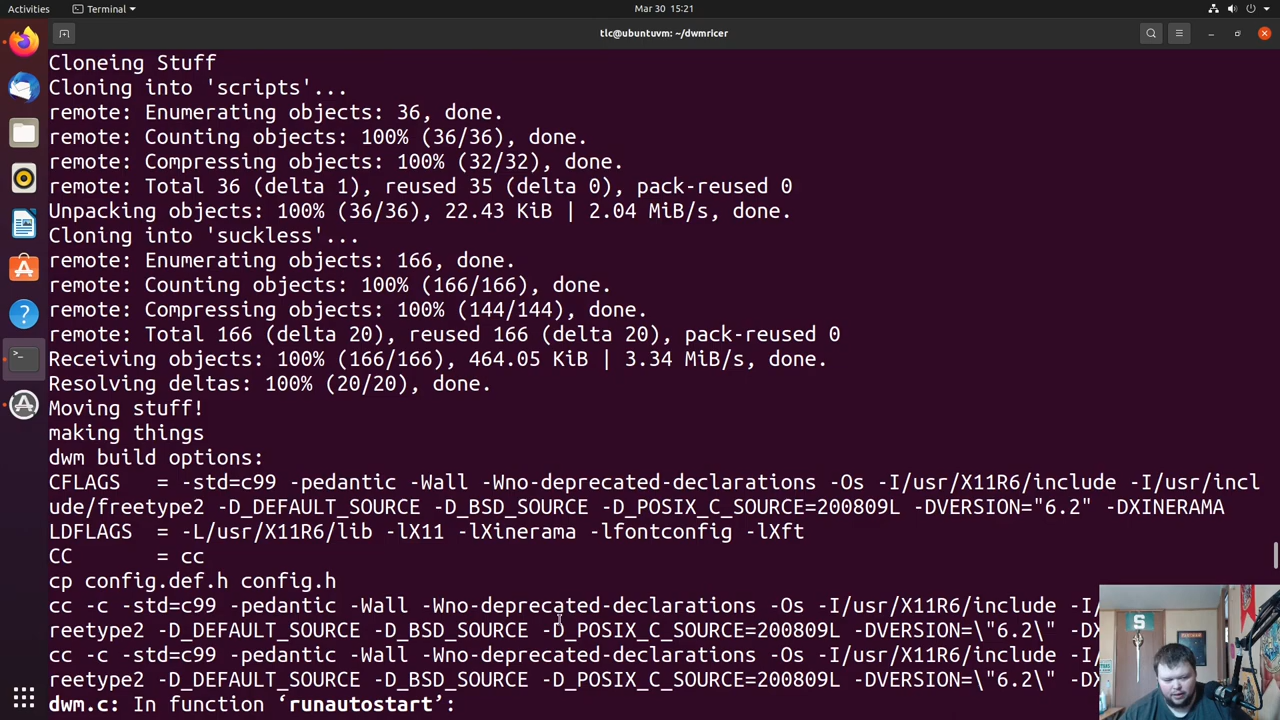 Activities
Terminal
Mar 30 15:21
tlc@ubuntuvm: ~/dwmricer
Cloneing Stuff
Cloning into 'scripts'...
remote: Enumerating objects: 36, done.
remote: Counting objects: 100% (36/36), done.
remote: Compressing objects: 100% (32/32), done.
remote: Total 36 (delta 1), reused 35 (delta 0), pack-reused 0
Unpacking objects: 100% (36/36), 22.43 KiB | 2.04 MiB/s, done.
Cloning into 'suckless'...
remote: Enumerating objects: 166, done.
remote: Counting objects: 100% (166/166), done.
remote: Compressing objects: 100% (144/144), done.
remote: Total 166 (delta 20), reused 166 (delta 20), pack-reused 0
Receiving objects: 100% (166/166), 464.05 KiB | 3.34 MiB/s, done.
Resolving deltas: 100% (20/20), done.
Moving stuff!
making things
dwm build options:
CFLAGS   = -std=c99 -pedantic -Wall -Wno-deprecated-declarations -Os -I/usr/X11R6/include -I/usr/incl
ude/freetype2 -D_DEFAULT_SOURCE -D_BSD_SOURCE -D_POSIX_C_SOURCE=200809L -DVERSION="6.2" -DXINERAMA
LDFLAGS  = -L/usr/X11R6/lib -lX11 -lXinerama -lfontconfig -lXft
CC       = cc
cp config.def.h config.h
cc -c -std=c99 -pedantic -Wall -Wno-deprecated-declarations -Os -I/usr/X11R6/include -I/
reetype2 -D_DEFAULT_SOURCE -D_BSD_SOURCE -D_POSIX_C_SOURCE=200809L -DVERSION=\"6.2\" -DX
cc -c -std=c99 -pedantic -Wall -Wno-deprecated-declarations -Os -I/usr/X11R6/include -I/
reetype2 -D_DEFAULT_SOURCE -D_BSD_SOURCE -D_POSIX_C_SOURCE=200809L -DVERSION=\"6.2\" -DX
dwm.c: In function ‘runautostart’: